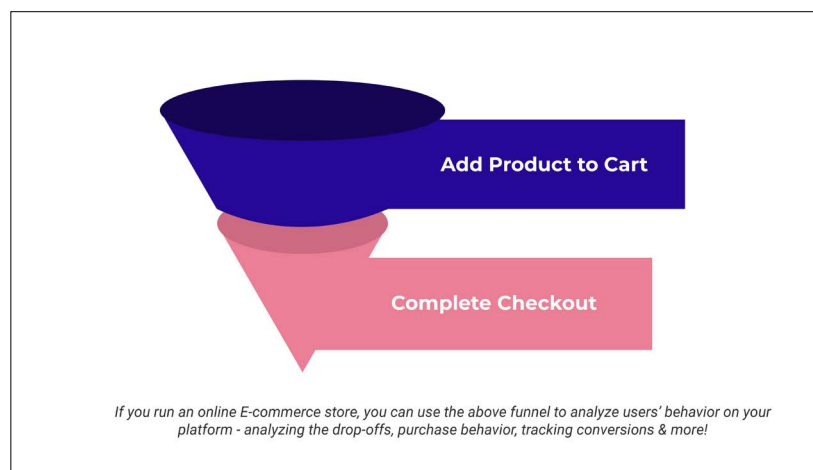 Add Product to Cart
Complete Checkout
If you run an online E-commerce store, you can use the above funnel to analyze users’ behavior on your
platform - analyzing the drop-offs, purchase behavior, tracking conversions & more!